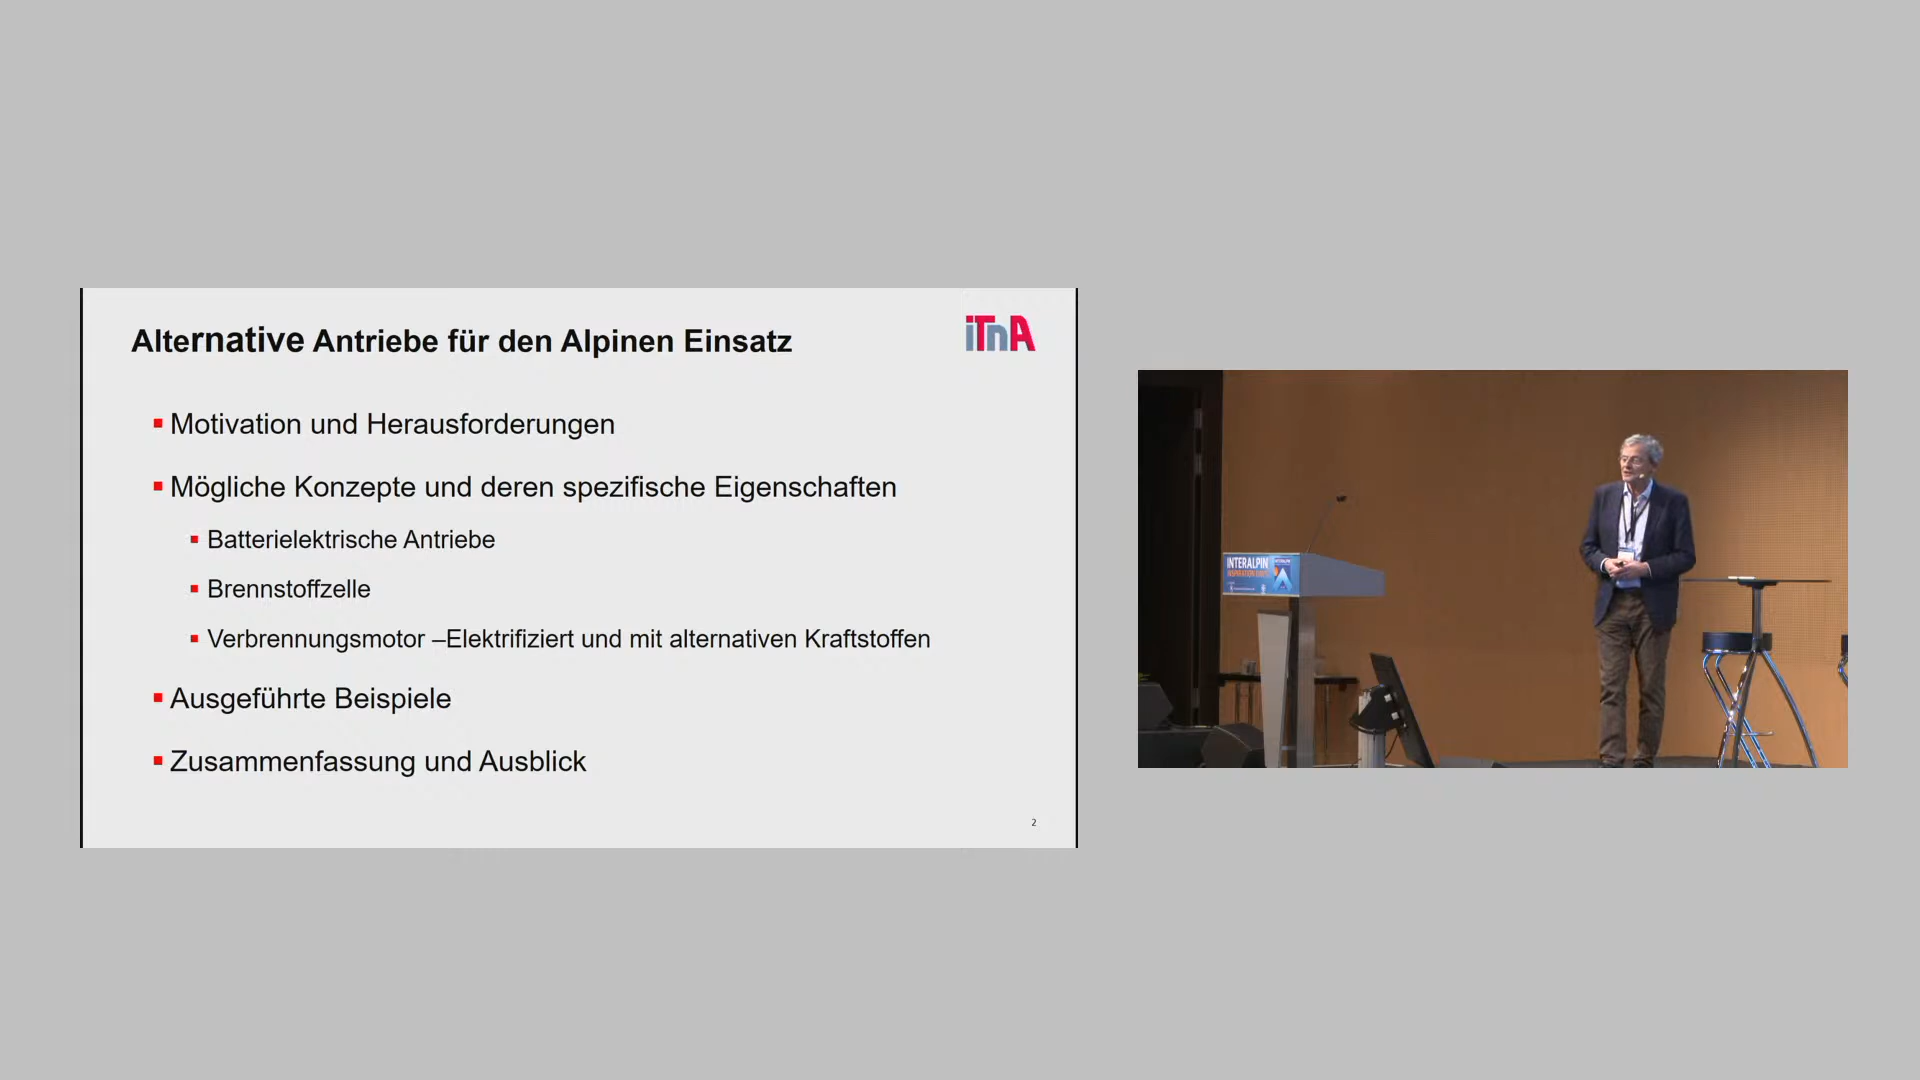 Alternative Antriebe für den Alpinen Einsatz
iTnA
Motivation und Herausforderungen
Mögliche Konzepte und deren spezifische Eigenschaften
Batterielektrische Antriebe
Brennstoffzelle
Verbrennungsmotor –Elektrifiziert und mit alternativen Kraftstoffen
Ausgeführte Beispiele
Zusammenfassung und Ausblick
2
INTERALPIN